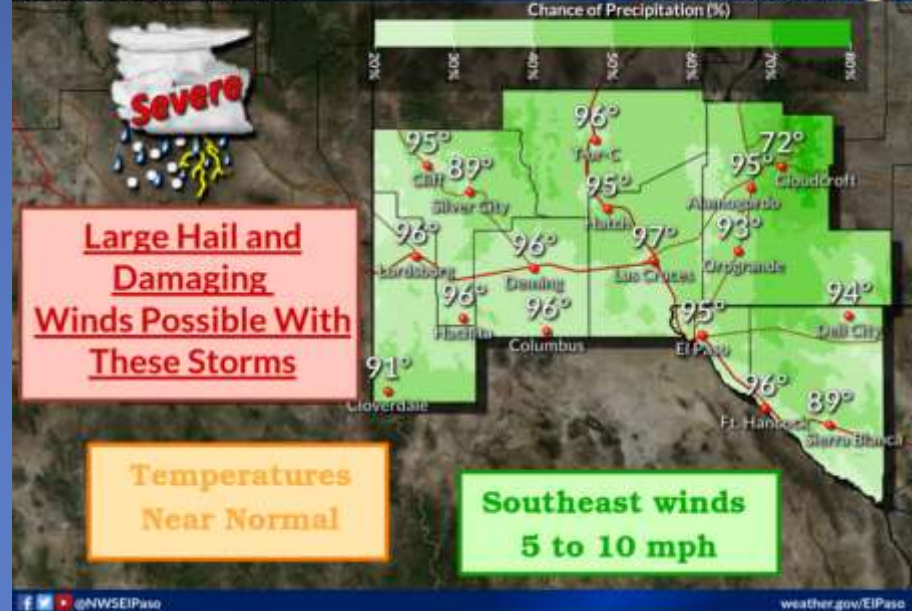 Chance of Precipitation (%)
20% 30% 40% 50% 60% 70% 80%
Severe
Large Hail and
Damaging
Winds Possible With
These Storms
95°
Cliff
89°
Silver City
96°
T-or-C
95°
Hatch
72°
Cloudcroft
95°
Alamogordo
93°
Orogrande
96°
Lordsburg
96°
Deming
97°
Las Cruces
96°
Hachita
96°
Columbus
95°
El Paso
94°
Dell City
91°
Cloverdale
96°
Ft. Hancock
89°
Sierra Blanca
Temperatures
Near Normal
Southeast winds
5 to 10 mph
@NWSElPaso
weather.gov/ElPaso